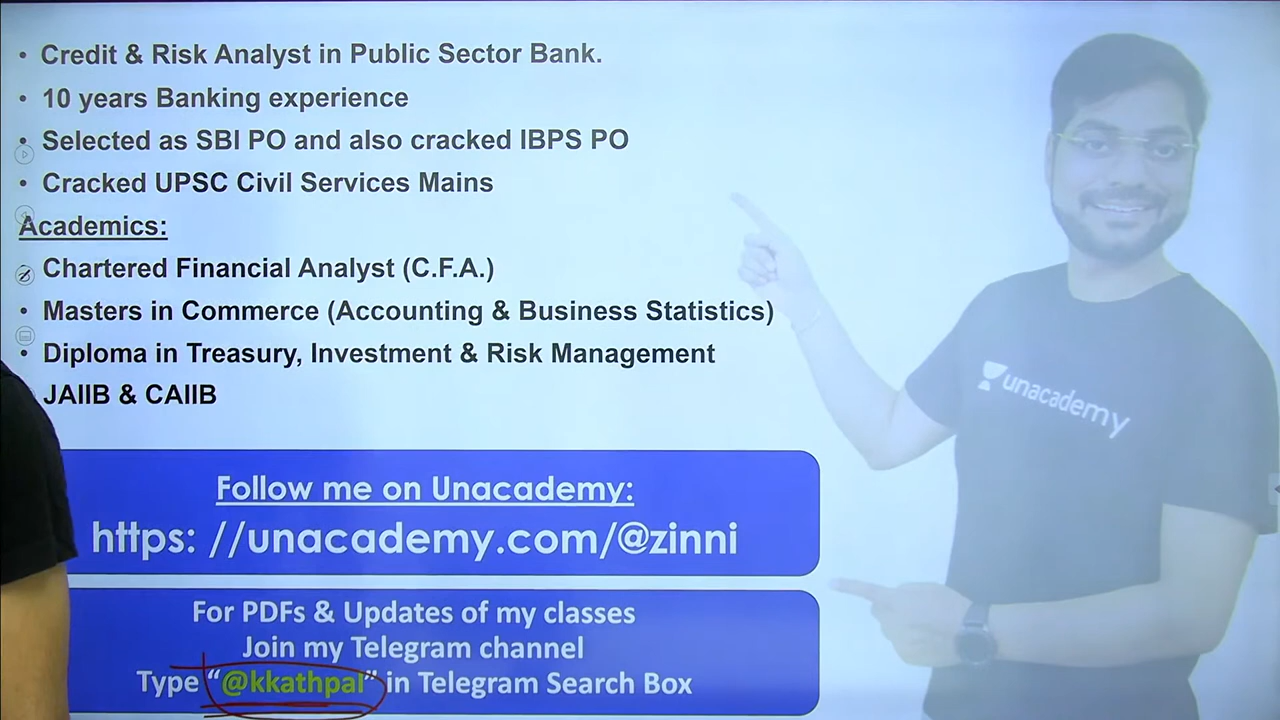 • Credit & Risk Analyst in Public Sector Bank.
• 10 years Banking experience
• Selected as SBI PO and also cracked IBPS PO
• Cracked UPSC Civil Services Mains
Academics:
Chartered Financial Analyst (C.F.A.)
• Masters in Commerce (Accounting & Business Statistics)
• Diploma in Treasury, Investment & Risk Management
JAIIB & CAIIB
unacademy
Follow me on Unacademy:
https: //unacademy.com/@zinni
For PDFs & Updates of my classes
Join my Telegram channel
Type “@kkathpal” in Telegram Search Box